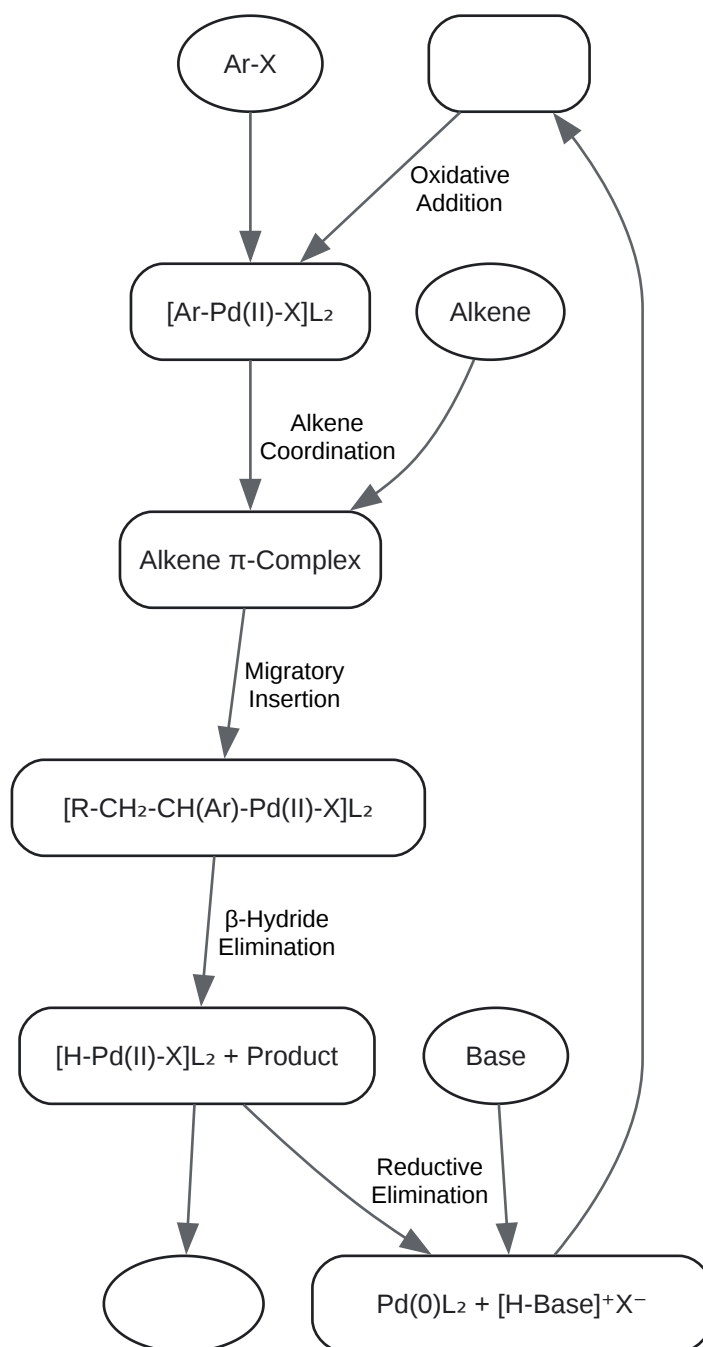 Ar-X
Oxidative
Addition
[Ar-Pd(II)-X]L₂
Alkene
Alkene
Coordination
Alkene π-Complex
Migratory
Insertion
[R-CH₂-CH(Ar)-Pd(II)-X]L₂
β-Hydride
Elimination
[H-Pd(II)-X]L₂ + Product
Base
Reductive
Elimination
Pd(0)L₂ + [H-Base]⁺X⁻